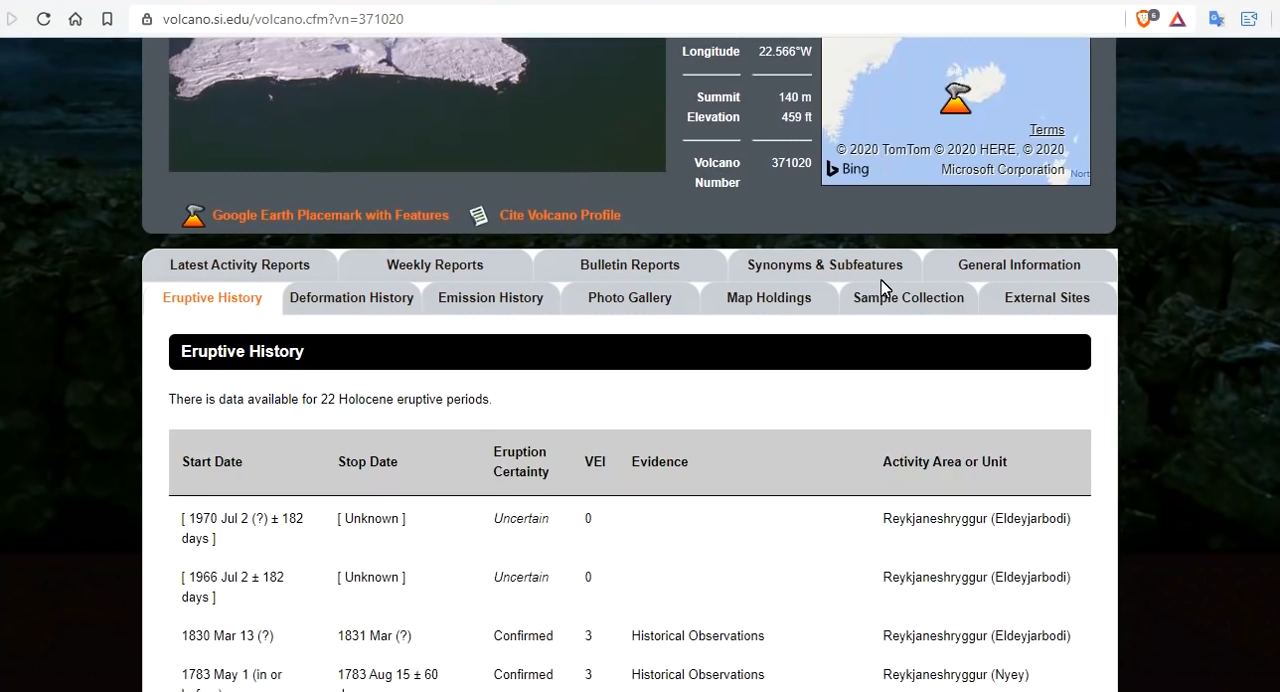 volcano.si.edu/volcano.cfm?vn=371020
6
Longitude 22.566°W
Summit Elevation 140 m 459 ft
Volcano Number 371020
Terms
© 2020 TomTom © 2020 HERE, © 2020
Bing Microsoft Corporation Nort
Google Earth Placemark with Features Cite Volcano Profile
Latest Activity Reports Weekly Reports Bulletin Reports Synonyms & Subfeatures General Information
Eruptive History Deformation History Emission History Photo Gallery Map Holdings Sample Collection External Sites
Eruptive History
There is data available for 22 Holocene eruptive periods.
Start Date Stop Date Eruption Certainty VEI Evidence Activity Area or Unit
[ 1970 Jul 2 (?) ± 182 days ] [ Unknown ] Uncertain 0 Reykjaneshryggur (Eldeyjarbodi)
[ 1966 Jul 2 ± 182 days ] [ Unknown ] Uncertain 0 Reykjaneshryggur (Eldeyjarbodi)
1830 Mar 13 (?) 1831 Mar (?) Confirmed 3 Historical Observations Reykjaneshryggur (Eldeyjarbodi)
1783 May 1 (in or 1783 Aug 15 ± 60 Confirmed 3 Historical Observations Reykjaneshryggur (Nyey)